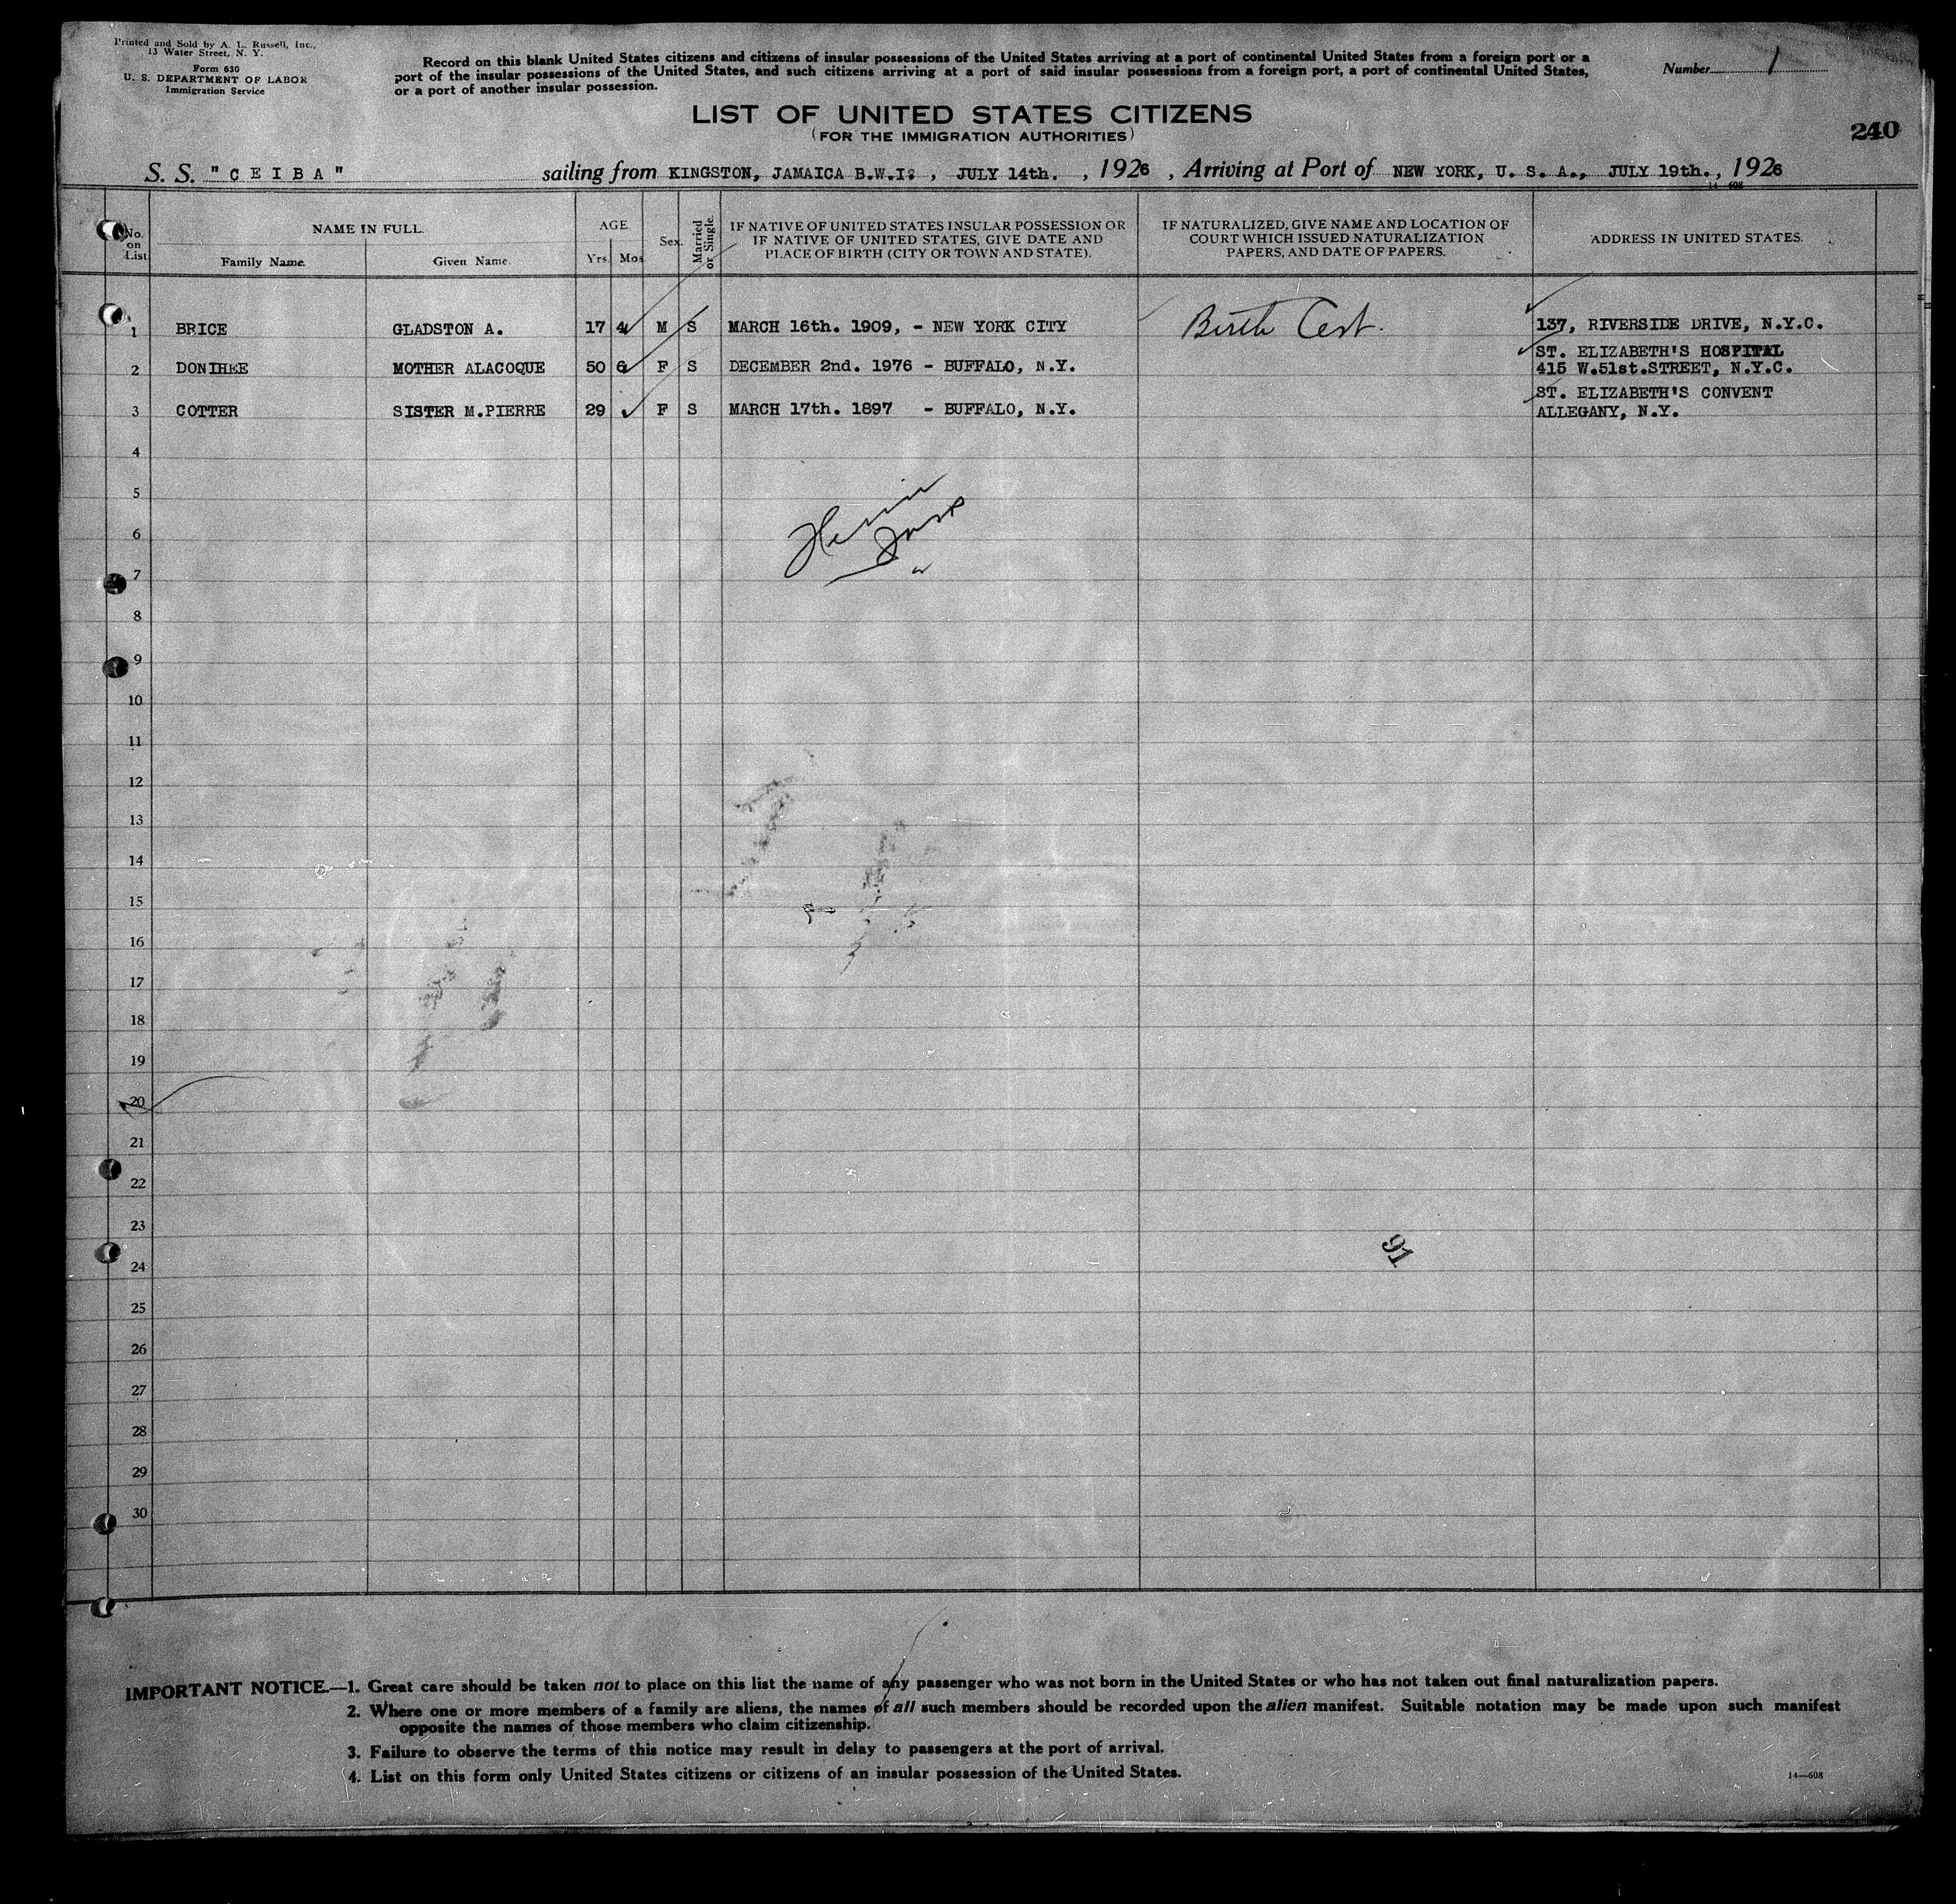 Printed and Sold by A. L. Russell, Inc.,
13 Water Street, N. Y.
Form 630
U. S. DEPARTMENT OF LABOR
Immigration Service
Record on this blank United States citizens and citizens of insular possessions of the United States arriving at a port of continental United States from a foreign port or a
port of the insular possessions of the United States, and such citizens arriving at a port of said insular possessions from a foreign port, a port of continental United States,
or a port of another insular possession.
Number 1
LIST OF UNITED STATES CITIZENS
(FOR THE IMMIGRATION AUTHORITIES)
240
S. S. "CEIBA" sailing from KINGSTON, JAMAICA B.W.I., JULY 14th. , 1926 , Arriving at Port of NEW YORK, U. S. A., JULY 19th., 1926
14—608
No. on List
NAME IN FULL.
Family Name
Given Name.
AGE
Yrs. Mos.
Sex.
Married or Single.
IF NATIVE OF UNITED STATES INSULAR POSSESSION OR
IF NATIVE OF UNITED STATES, GIVE DATE AND
PLACE OF BIRTH (CITY OR TOWN AND STATE).
IF NATURALIZED, GIVE NAME AND LOCATION OF
COURT WHICH ISSUED NATURALIZATION
PAPERS, AND DATE OF PAPERS.
ADDRESS IN UNITED STATES.
1 BRICE GLADSTON A. 17 4 M S MARCH 16th. 1909, - NEW YORK CITY Birth Cert. 137, RIVERSIDE DRIVE, N.Y.C.
2 DONIHEE MOTHER ALACOQUE 50 6 F S DECEMBER 2nd. 1976 - BUFFALO, N.Y. ST. ELIZABETH'S HOSPITAL
415 W.51st.STREET, N.Y.C.
3 COTTER SISTER M.PIERRE 29 F S MARCH 17th. 1897 - BUFFALO, N.Y. ST. ELIZABETH'S CONVENT
ALLEGANY, N.Y.
4
5
6
7
8
9
10
11
12
13
14
15
16
17
18
19
20
21
22
23
24
91
25
26
27
28
29
30
IMPORTANT NOTICE.—1. Great care should be taken not to place on this list the name of any passenger who was not born in the United States or who has not taken out final naturalization papers.
2. Where one or more members of a family are aliens, the names of all such members should be recorded upon the alien manifest. Suitable notation may be made upon such manifest
opposite the names of those members who claim citizenship.
3. Failure to observe the terms of this notice may result in delay to passengers at the port of arrival.
4. List on this form only United States citizens or citizens of an insular possession of the United States.
14—608